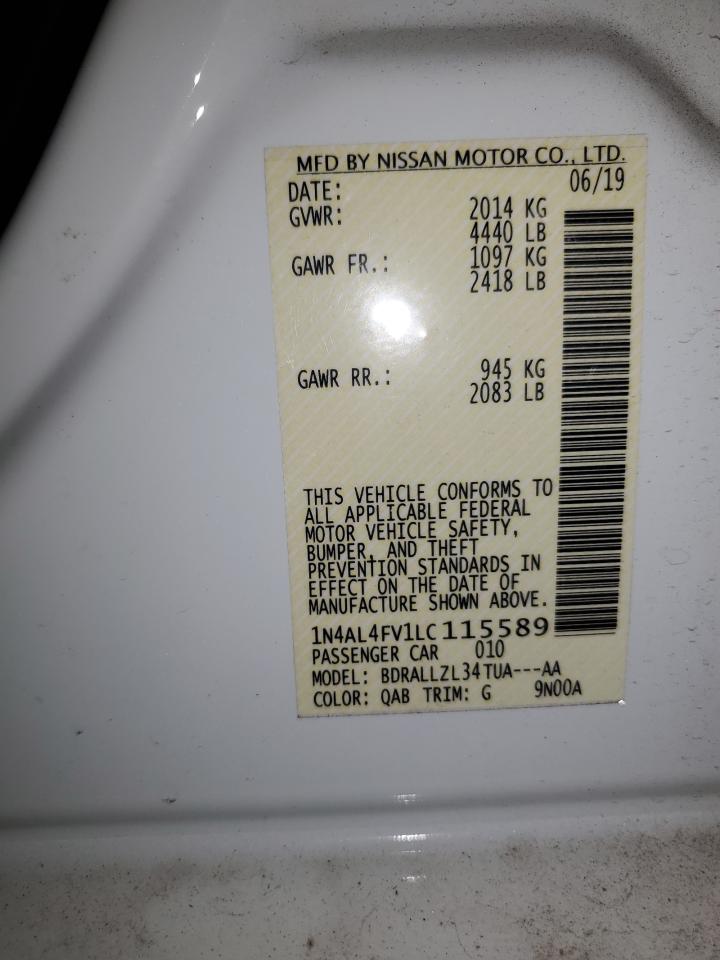 MFD BY NISSAN MOTOR CO., LTD.
DATE: 06/19
GVWR: 2014 KG
4440 LB
GAWR FR.: 1097 KG
2418 LB
GAWR RR.: 945 KG
2083 LB
THIS VEHICLE CONFORMS TO
ALL APPLICABLE FEDERAL
MOTOR VEHICLE SAFETY,
BUMPER, AND THEFT
PREVENTION STANDARDS IN
EFFECT ON THE DATE OF
MANUFACTURE SHOWN ABOVE.
1N4AL4FV1LC115589
PASSENGER CAR 010
MODEL: BDRALLZL34TUA---AA
COLOR: QAB TRIM: G 9N00A